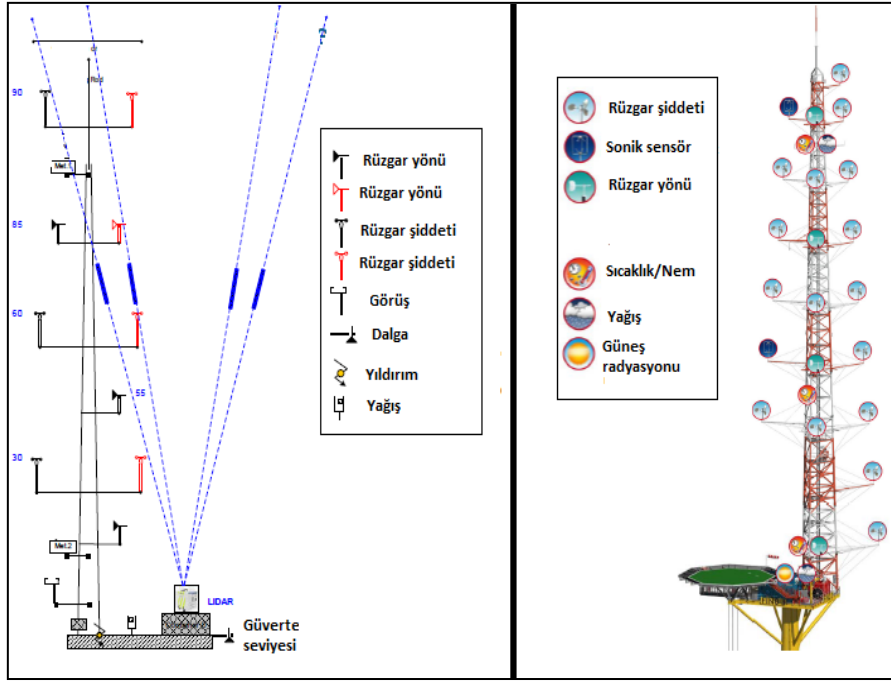 90
Met.1
85
60
55
30
Met.2
LIDAR
Güverte
seviyesi
Rüzgar yönü
Rüzgar yönü
Rüzgar şiddeti
Rüzgar şiddeti
Görüş
Dalga
Yıldırım
Yağış
Rüzgar şiddeti
Sonik sensör
Rüzgar yönü
Sıcaklık/Nem
Yağış
Güneş
radyasonu